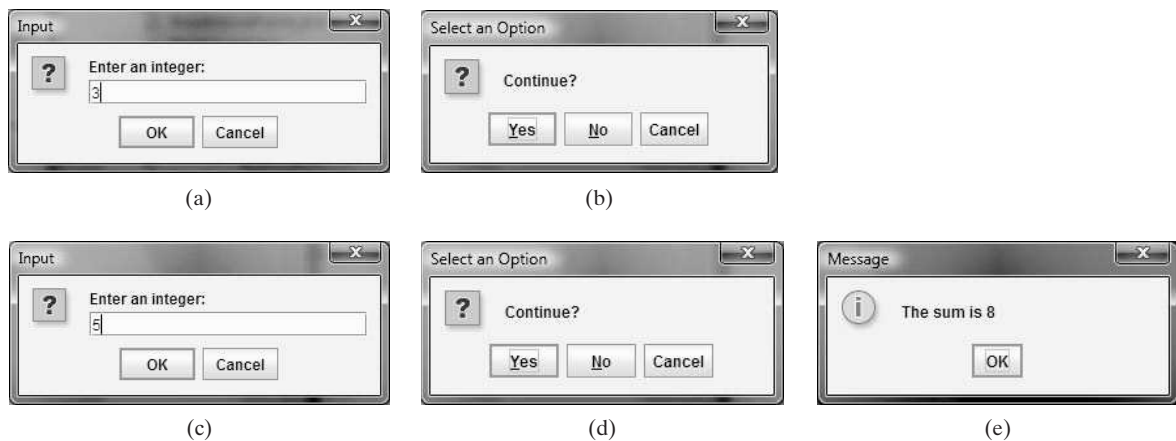 Input
Enter an integer:
3
OK Cancel
(a)
Select an Option
?
Continue?
Yes No Cancel
(b)
Input
?
Enter an integer:
5
OK Cancel
(c)
Select an Option
?
Continue?
Yes No Cancel
(d)
Message
i
The sum is 8
OK
(e)